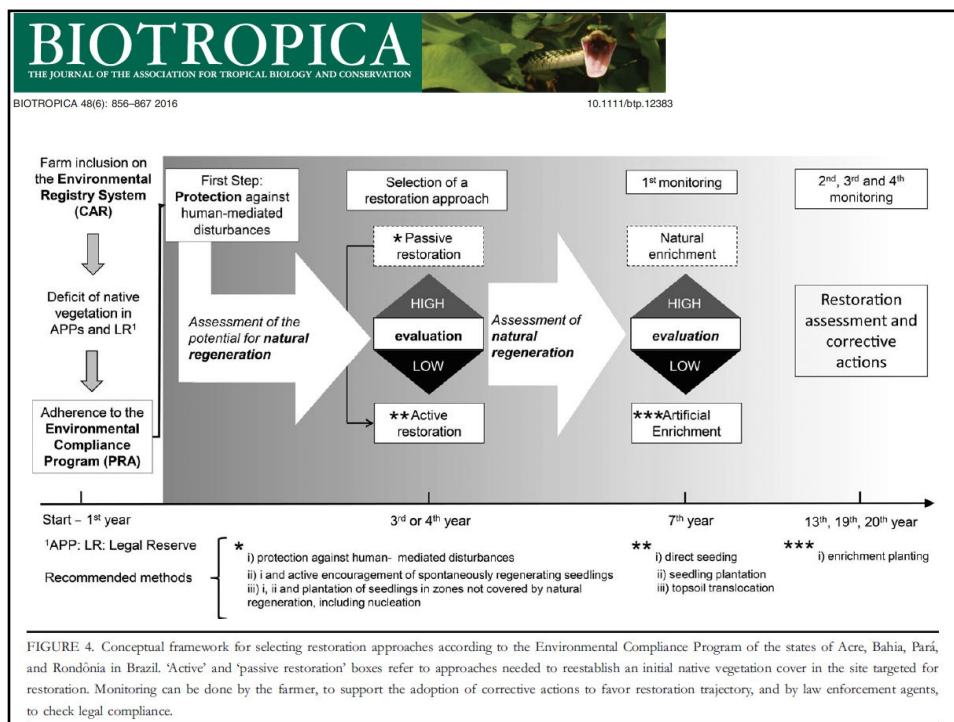 BIOTROPICA
THE JOURNAL OF THE ASSOCIATION FOR TROPICAL BIOLOGY AND CONSERVATION
BIOTROPICA 48(6): 856–867 2016
10.1111/btp.12383
Farm inclusion on
the Environmental
Registry System
(CAR)
Deficit of native
vegetation in
APPs and LR¹
Adherence to the
Environmental
Compliance
Program (PRA)
First Step:
Protection against
human-mediated
disturbances
Assessment of the
potential for natural
regeneration
Selection of a
restoration approach
* Passive
restoration
HIGH
evaluation
LOW
** Active
restoration
Assessment of
natural
regeneration
1st monitoring
Natural
enrichment
HIGH
evaluation
LOW
***Artificial
Enrichment
2nd, 3rd and 4th
monitoring
Restoration
assessment and
corrective
actions
Start – 1st year
3rd or 4th year
7th year
13th, 19th, 20th year
¹APP: LR: Legal Reserve
Recommended methods
*
i) protection against human- mediated disturbances
ii) i and active encouragement of spontaneously regenerating seedlings
iii) i, ii and plantation of seedlings in zones not covered by natural
regeneration, including nucleation
**
i) direct seeding
ii) seedling plantation
iii) topsoil translocation
***
i) enrichment planting
FIGURE 4. Conceptual framework for selecting restoration approaches according to the Environmental Compliance Program of the states of Acre, Bahia, Pará,
and Rondônia in Brazil. ‘Active’ and ‘passive restoration’ boxes refer to approaches needed to reestablish an initial native vegetation cover in the site targeted for
restoration. Monitoring can be done by the farmer, to support the adoption of corrective actions to favor restoration trajectory, and by law enforcement agents,
to check legal compliance.